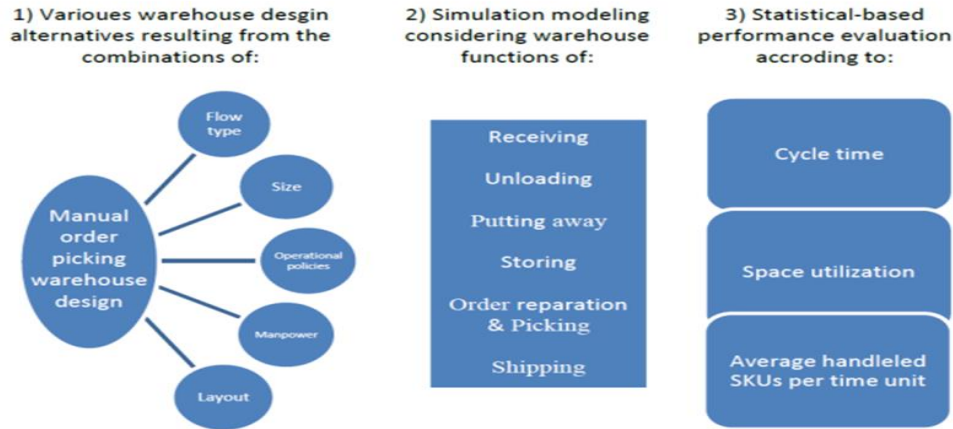 1) Varioues warehouse desgin
alternatives resulting from the
combinations of:
Flow
type
Size
Manual
order
picking
warehouse
design
Operational
policies
Manpower
Layout
2) Simulation modeling
considering warehouse
functions of:
Receiving
Unloading
Putting away
Storing
Order reparation
& Picking
Shipping
3) Statistical-based
performance evaluation
accroding to:
Cycle time
Space utilization
Average handleled
SKUs per time unit